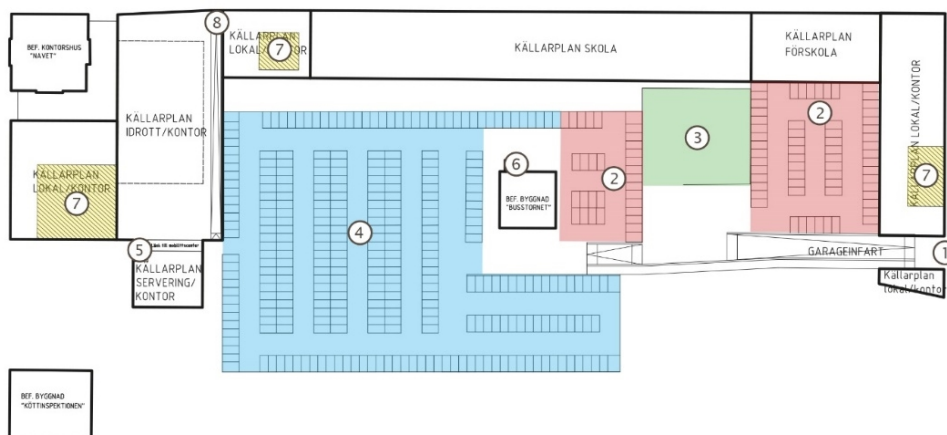 BEF. KONTORSHUS
"NAVET"
8
KÄLLARPLAN
LOKAL/KONTOR
7
KÄLLARPLAN SKOLA
KÄLLARPLAN
FÖRSKOLA
KÄLLARPLAN LOKAL/KONTOR
7
KÄLLARPLAN
IDROTT/KONTOR
KÄLLARPLAN
LOKAL/KONTOR
7
2
3
2
6
BEF. BYGGNAD
"BUSSTORNET"
4
5
KÄLLARPLAN
SERVERING/
KONTOR
GARAGEINFART
1
Källarplan
lokal/kontor
BEF. BYGGNAD
"KÖTTINSPEKTIONEN"